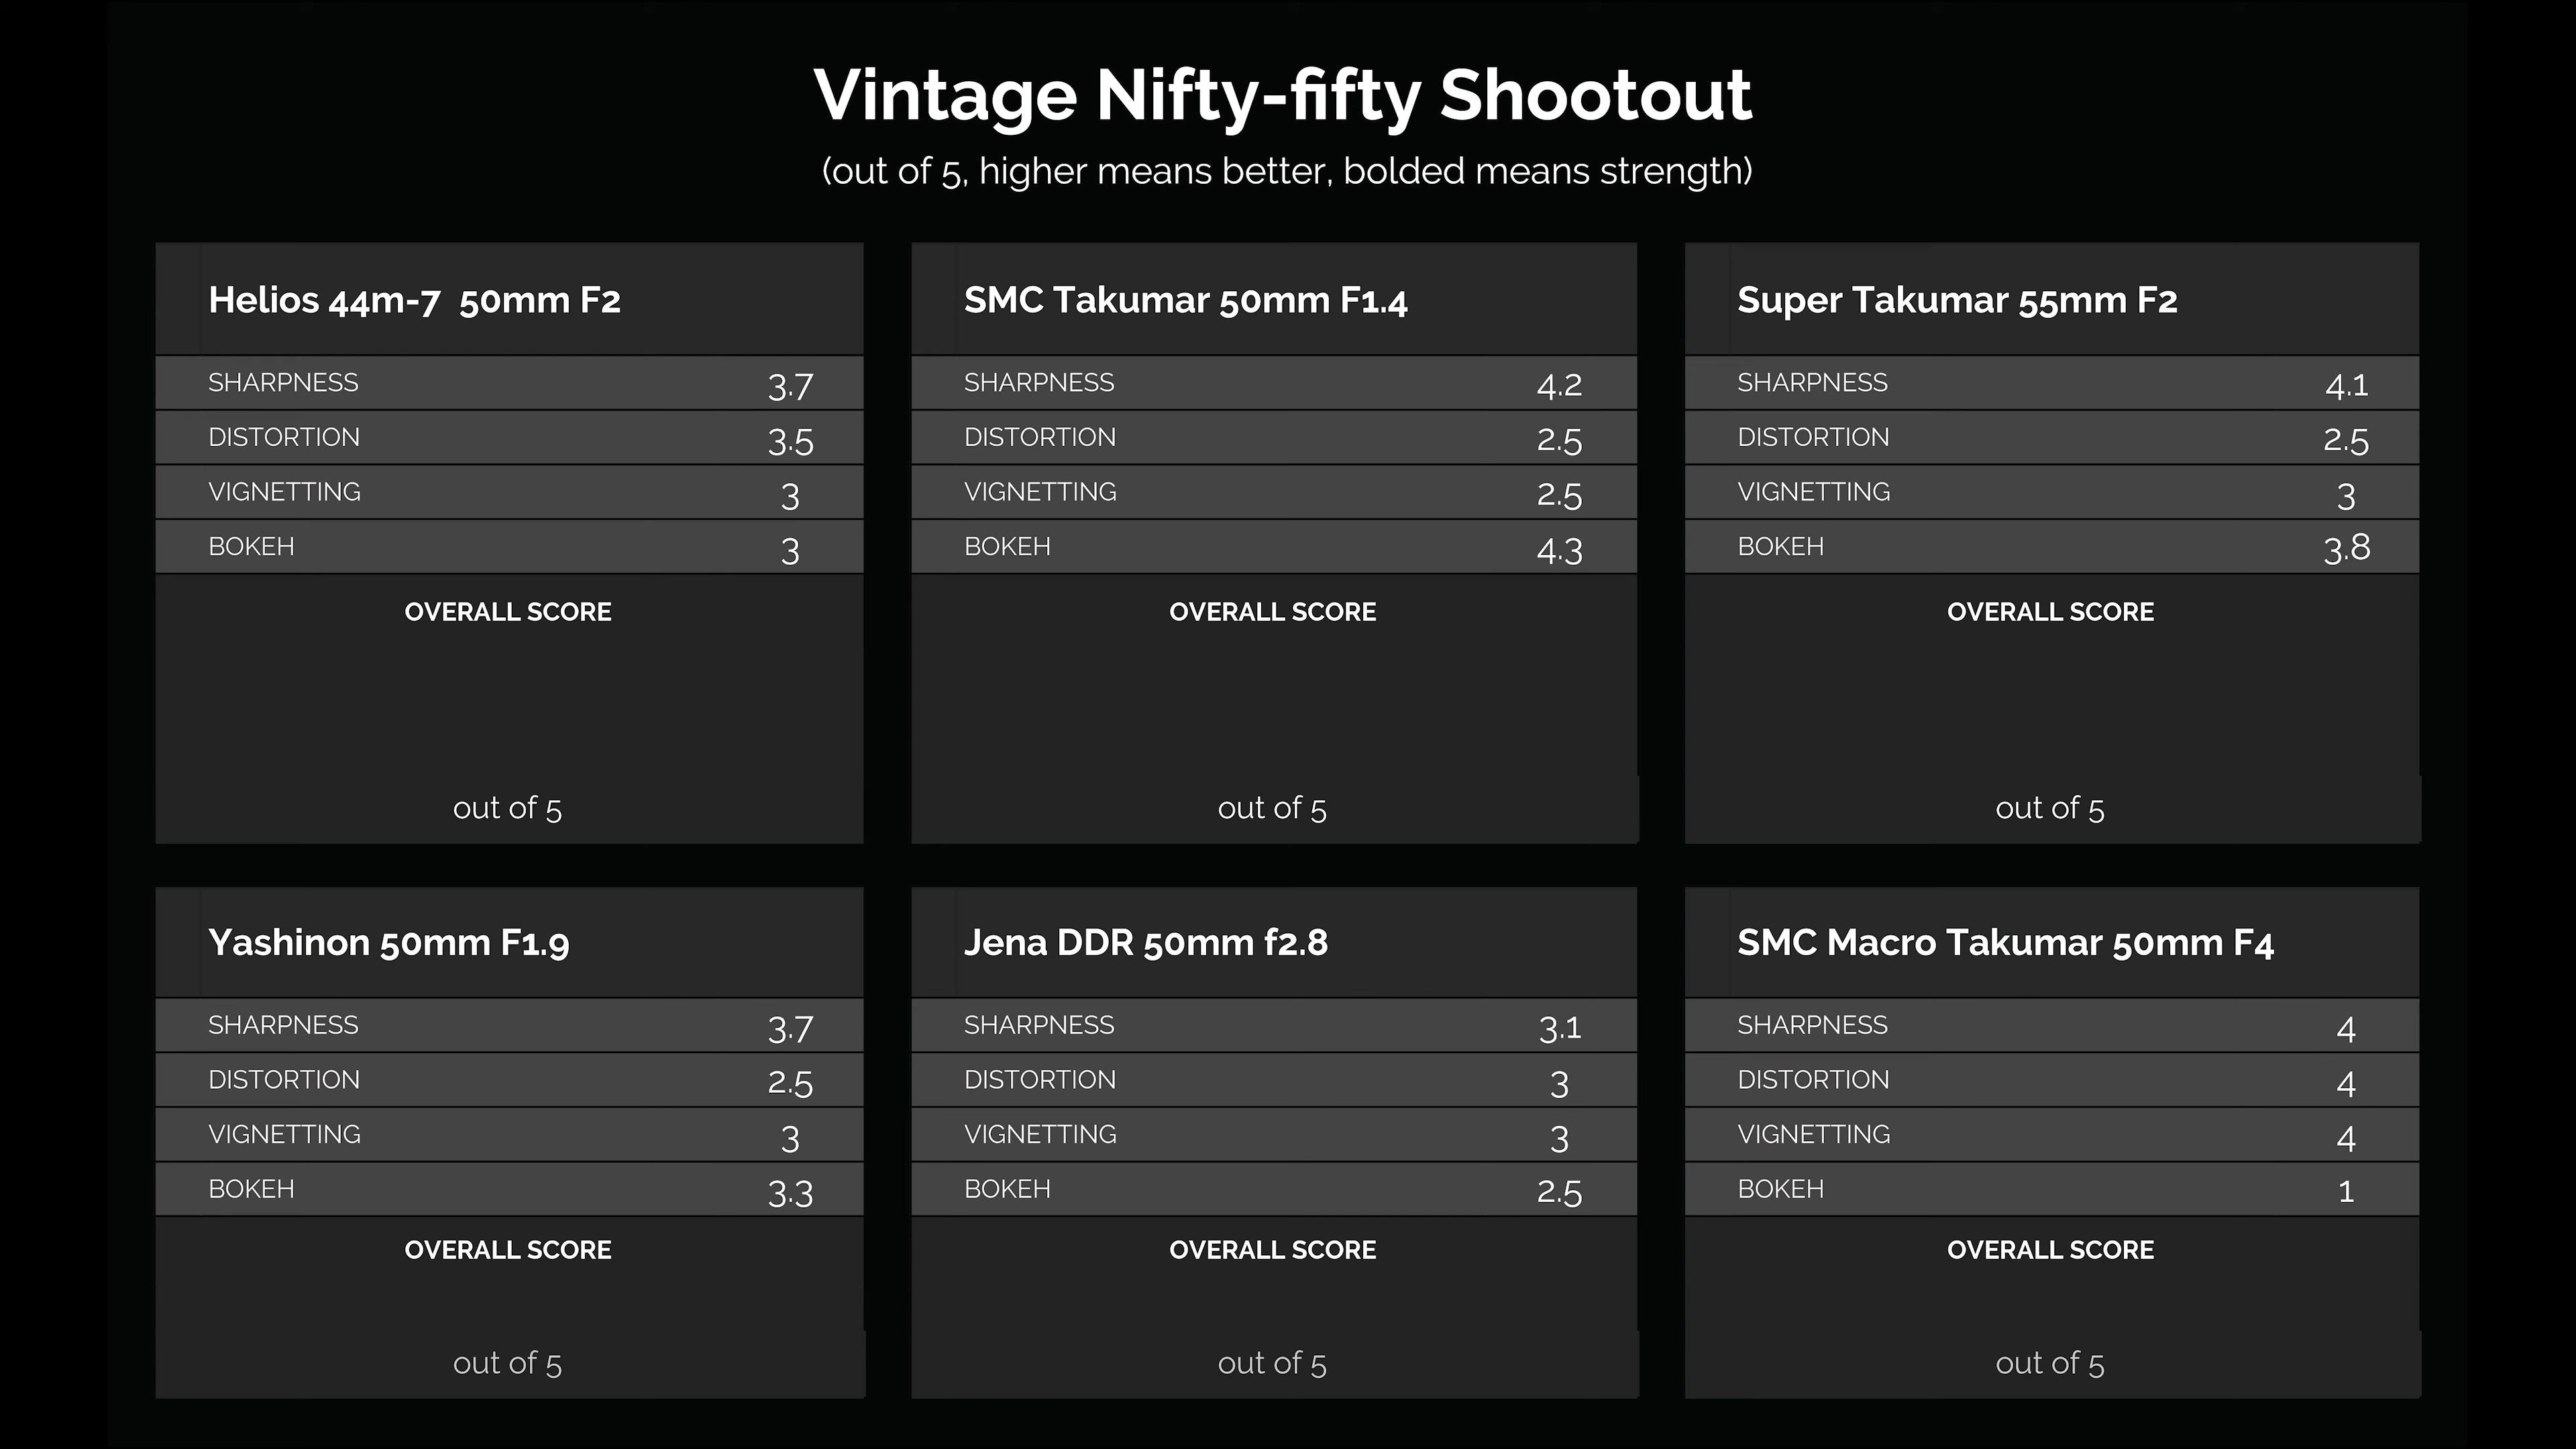 Vintage Nifty-fifty Shootout
(out of 5, higher means better, bolded means strength)
Helios 44m-7 50mm F2
SHARPNESS 3.7
DISTORTION 3.5
VIGNETTING 3
BOKEH 3
OVERALL SCORE
out of 5
SMC Takumar 50mm F1.4
SHARPNESS 4.2
DISTORTION 2.5
VIGNETTING 2.5
BOKEH 4.3
OVERALL SCORE
out of 5
Super Takumar 55mm F2
SHARPNESS 4.1
DISTORTION 2.5
VIGNETTING 3
BOKEH 3.8
OVERALL SCORE
out of 5
Yashinon 50mm F1.9
SHARPNESS 3.7
DISTORTION 2.5
VIGNETTING 3
BOKEH 3.3
OVERALL SCORE
out of 5
Jena DDR 50mm f2.8
SHARPNESS 3.1
DISTORTION 3
VIGNETTING 3
BOKEH 2.5
OVERALL SCORE
out of 5
SMC Macro Takumar 50mm F4
SHARPNESS 4
DISTORTION 4
VIGNETTING 4
BOKEH 1
OVERALL SCORE
out of 5